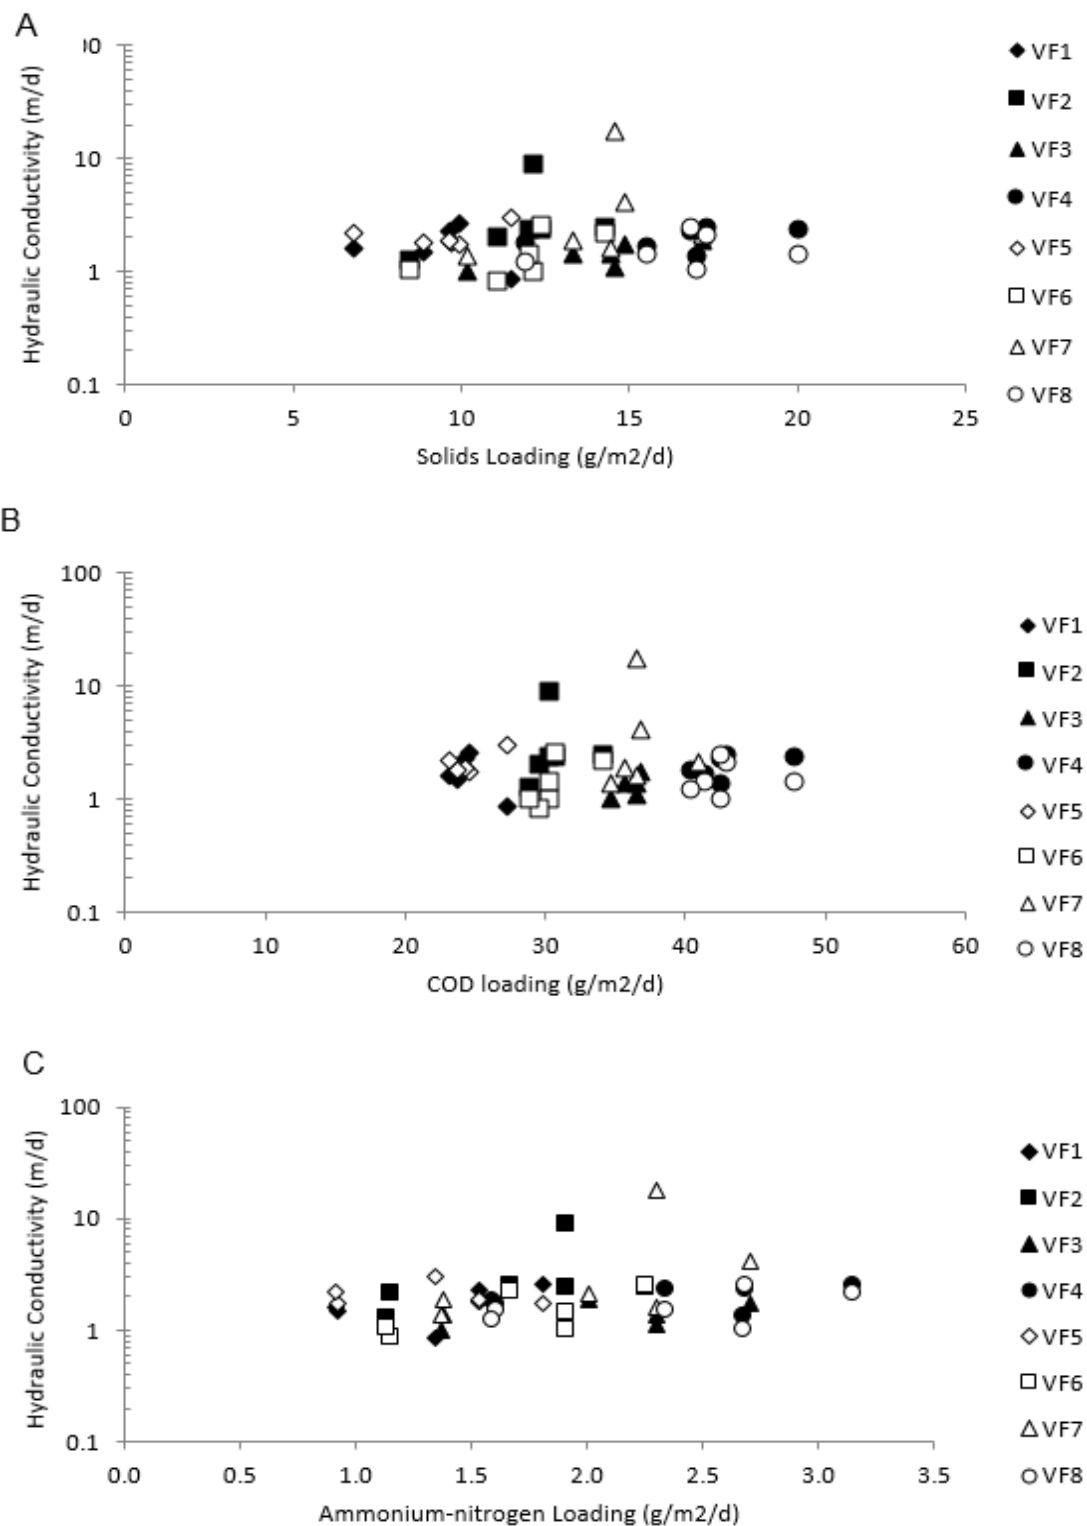 A
Hydraulic Conductivity (m/d)
10
1
0.1
0 5 10 15 20 25
Solids Loading (g/m2/d)
VF1
VF2
VF3
VF4
VF5
VF6
VF7
VF8
B
Hydraulic Conductivity (m/d)
100
10
1
0.1
0 10 20 30 40 50 60
COD loading (g/m2/d)
VF1
VF2
VF3
VF4
VF5
VF6
VF7
VF8
C
Hydraulic Conductivity (m/d)
100
10
1
0.1
0.0 0.5 1.0 1.5 2.0 2.5 3.0 3.5
Ammonium-nitrogen Loading (g/m2/d)
VF1
VF2
VF3
VF4
VF5
VF6
VF7
VF8